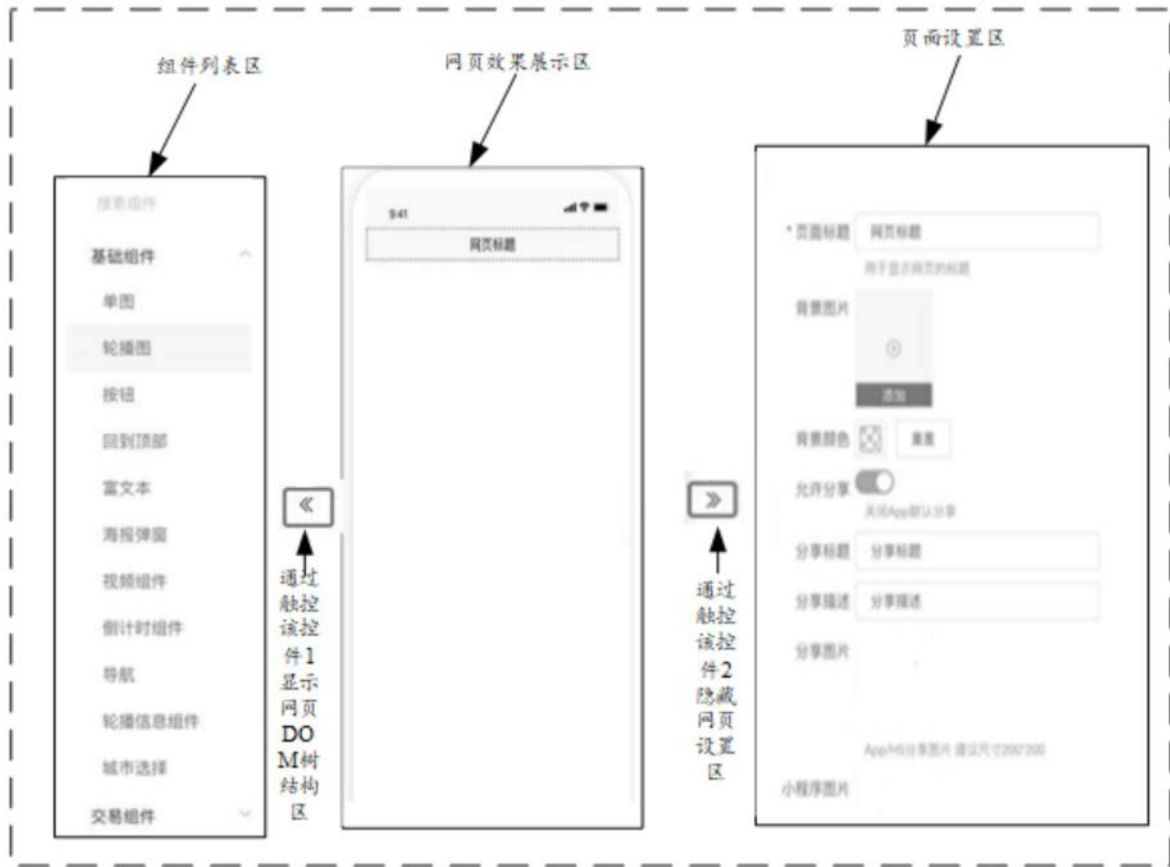 组件列表区
网页效果展示区
页面设置区
搜索组件
基础组件
单图
轮播图
按钮
回到顶部
富文本
海报弹窗
视频组件
倒计时组件
导航
轮播信息组件
城市选择
交易组件
通过
触控
该控
件1
显示
网页
DO
M树
结构
区
9:41
网页标题
通过
触控
该控
件2
隐藏
网页
设置
区
* 页面标题 网页标题
用于显示网页的标题
背景图片
添加
背景颜色 重置
允许分享
关闭App默认分享
分享标题 分享标题
分享描述 分享描述
分享图片
App/H5分享图片 建议尺寸200*200
小程序图片